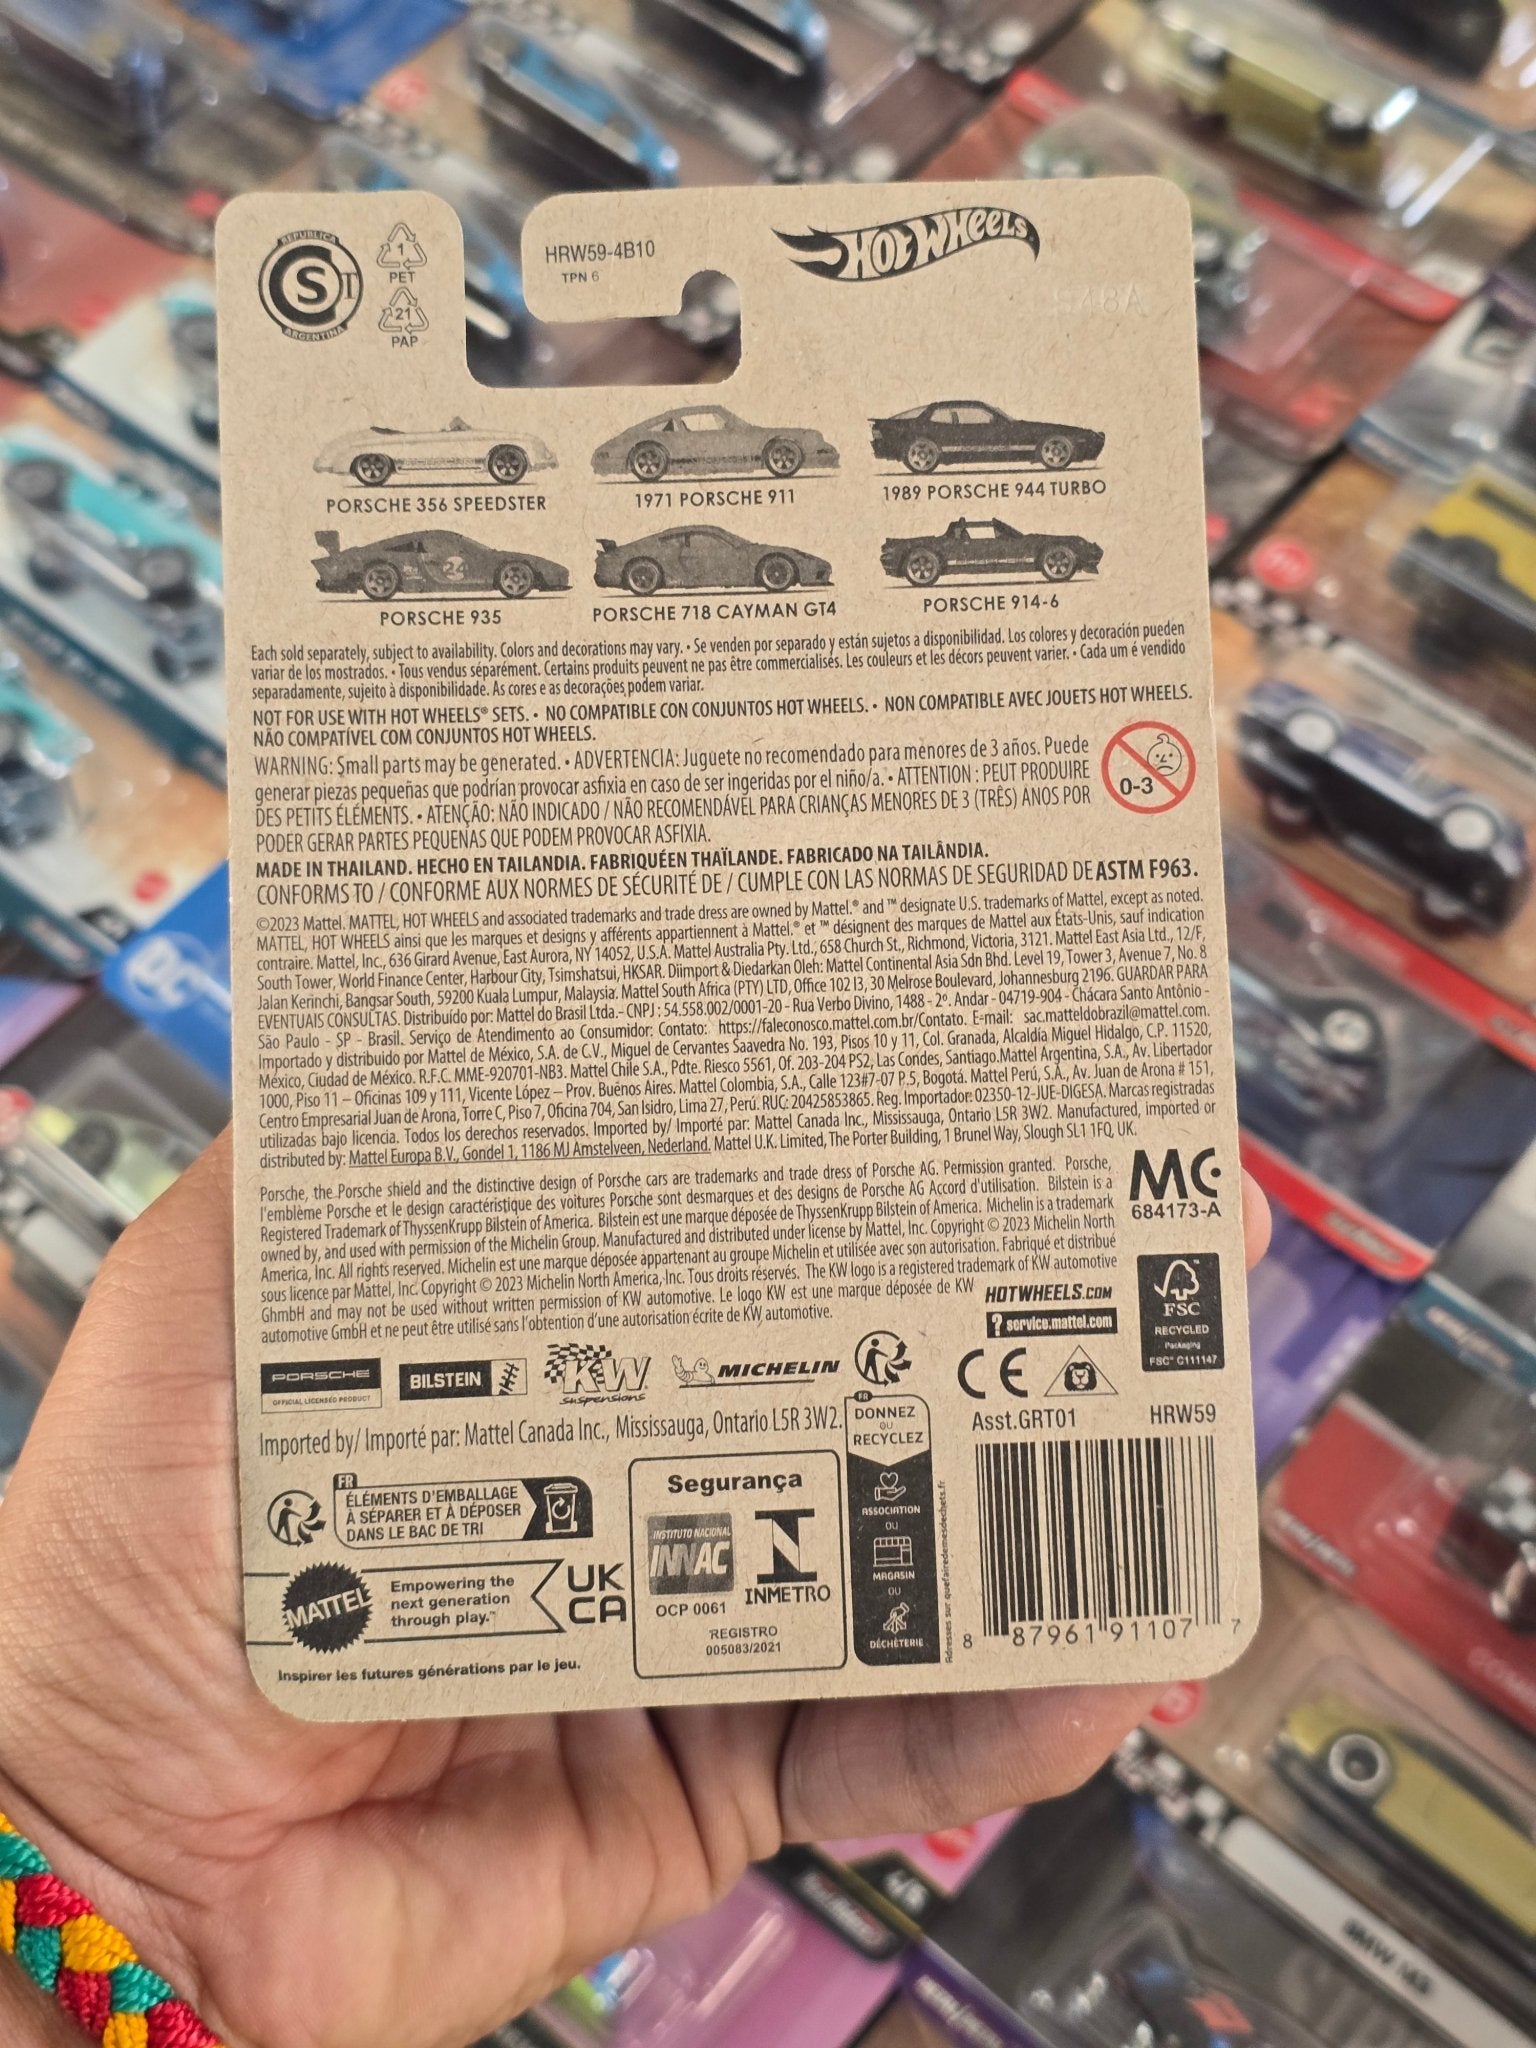 REPUBLICA
S T
ARGENTINA
1
PET
21
PAP
HRW59-4B10
TPN 6
HOT WHEELS
PORSCHE 356 SPEEDSTER
1971 PORSCHE 911
1989 PORSCHE 944 TURBO
24
PORSCHE 935
PORSCHE 718 CAYMAN GT4
PORSCHE 914-6
Each sold separately, subject to availability. Colors and decorations may vary. • Se venden por separado y están sujetos a disponibilidad. Los colores y decoración pueden
variar de los mostrados. • Tous vendus séparément. Certains produits peuvent ne pas être commercialisés. Les couleurs et les décors peuvent varier. • Cada um é vendido
separadamente, sujeito à disponibilidade. As cores e as decorações podem variar.
NOT FOR USE WITH HOT WHEELS® SETS. • NO COMPATIBLE CON CONJUNTOS HOT WHEELS. • NON COMPATIBLE AVEC JOUETS HOT WHEELS.
NÃO COMPATÍVEL COM CONJUNTOS HOT WHEELS.
WARNING: Small parts may be generated. • ADVERTENCIA: Juguete no recomendado para menores de 3 años. Puede
generar piezas pequeñas que podrían provocar asfixia en caso de ser ingeridas por el niño/a. • ATTENTION : PEUT PRODUIRE
DES PETITS ÉLÉMENTS. • ATENÇÃO: NÃO INDICADO / NÃO RECOMENDÁVEL PARA CRIANÇAS MENORES DE 3 (TRÊS) ANOS POR
PODER GERAR PARTES PEQUENAS QUE PODEM PROVOCAR ASFIXIA.
0-3
MADE IN THAILAND. HECHO EN TAILANDIA. FABRIQUÉEN THAÏLANDE. FABRICADO NA TAILÂNDIA.
CONFORMS TO / CONFORME AUX NORMES DE SÉCURITÉ DE / CUMPLE CON LAS NORMAS DE SEGURIDAD DE ASTM F963.
©2023 Mattel. MATTEL, HOT WHEELS and associated trademarks and trade dress are owned by Mattel.® and ™ designate U.S. trademarks of Mattel, except as noted.
MATTEL, HOT WHEELS ainsi que les marques et designs y afférents appartiennent à Mattel.® et ™ désignent des marques de Mattel aux États-Unis, sauf indication
contraire. Mattel, Inc., 636 Girard Avenue, East Aurora, NY 14052, U.S.A. Mattel Australia Pty. Ltd., 658 Church St., Richmond, Victoria, 3121. Mattel East Asia Ltd., 12/F,
South Tower, World Finance Center, Harbour City, Tsimshatsui, HKSAR. Diimport & Diedarkan Oleh: Mattel Continental Asia Sdn Bhd. Level 19, Tower 3, Avenue 7, No. 8
Jalan Kerinchi, Bangsar South, 59200 Kuala Lumpur, Malaysia. Mattel South Africa (PTY) LTD, Office 102 I3, 30 Melrose Boulevard, Johannesburg 2196. GUARDAR PARA
EVENTUAIS CONSULTAS. Distribuído por: Mattel do Brasil Ltda.- CNPJ : 54.558.002/0001-20 - Rua Verbo Divino, 1488 - 2º. Andar - 04719-904 - Chácara Santo Antônio -
São Paulo - SP - Brasil. Serviço de Atendimento ao Consumidor: Contato: https://faleconosco.mattel.com.br/Contato. E-mail: sac.matteldobrazil@mattel.com.
Importado y distribuido por Mattel de México, S.A. de C.V., Miguel de Cervantes Saavedra No. 193, Pisos 10 y 11, Col. Granada, Alcaldía Miguel Hidalgo, C.P. 11520,
México, Ciudad de México. R.F.C. MME-920701-NB3. Mattel Chile S.A., Pdte. Riesco 5561, Of. 203-204 PS2, Las Condes, Santiago.Mattel Argentina, S.A., Av. Libertador
1000, Piso 11 – Oficinas 109 y 111, Vicente López – Prov. Buenos Aires. Mattel Colombia, S.A., Calle 123#7-07 P.5, Bogotá. Mattel Perú, S.A., Av. Juan de Arona # 151,
Centro Empresarial Juan de Arona, Torre C, Piso 7, Oficina 704, San Isidro, Lima 27, Perú. RUC: 20425853865. Reg. Importador: 02350-12-JUE-DIGESA. Marcas registradas
utilizadas bajo licencia. Todos los derechos reservados. Imported by/ Importé par: Mattel Canada Inc., Mississauga, Ontario L5R 3W2. Manufactured, imported or
distributed by: Mattel Europa B.V., Gondel 1, 1186 MJ Amstelveen, Nederland. Mattel U.K. Limited, The Porter Building, 1 Brunel Way, Slough SL1 1FQ, UK.
Porsche, the Porsche shield and the distinctive design of Porsche cars are trademarks and trade dress of Porsche AG. Permission granted. Porsche,
l'emblème Porsche et le design caractéristique des voitures Porsche sont desmarques et des designs de Porsche AG Accord d'utilisation. Bilstein is a
Registered Trademark of ThyssenKrupp Bilstein of America. Bilstein est une marque déposée de ThyssenKrupp Bilstein of America. Michelin is a trademark
owned by, and used with permission of the Michelin Group. Manufactured and distributed under license by Mattel, Inc. Copyright © 2023 Michelin North
America, Inc. All rights reserved. Michelin est une marque déposée appartenant au groupe Michelin et utilisée avec son autorisation. Fabriqué et distribué
sous licence par Mattel, Inc. Copyright © 2023 Michelin North America, Inc. Tous droits réservés. The KW logo is a registered trademark of KW automotive
GhmbH and may not be used without written permission of KW automotive. Le logo KW est une marque déposée de KW
automotive GmbH et ne peut être utilisé sans l'obtention d'une autorisation écrite de KW automotive.
MC
684173-A
HOTWHEELS.COM
? service.mattel.com
FSC
RECYCLED
Packaging
FSC® C111147
PORSCHE
OFFICIAL LICENSED PRODUCT
BILSTEIN
KW
suspensions
MICHELIN
CE
Imported by/ Importé par: Mattel Canada Inc., Mississauga, Ontario L5R 3W2.
FR
DONNEZ
OU
RECYCLEZ
ASSOCIATION
OU
MAGASIN
OU
DÉCHÈTERIE
Adresses sur quefairedemesdechets.fr
Asst.GRT01
HRW59
8 87961 91107 7
FR
ÉLÉMENTS D'EMBALLAGE
À SÉPARER ET À DÉPOSER
DANS LE BAC DE TRI
MATTEL
Empowering the
next generation
through play.™
UK
CA
Inspirer les futures générations par le jeu.
Segurança
INSTITUTO NACIONAL
INNAC
OCP 0061
INMETRO
REGISTRO
005083/2021
DC